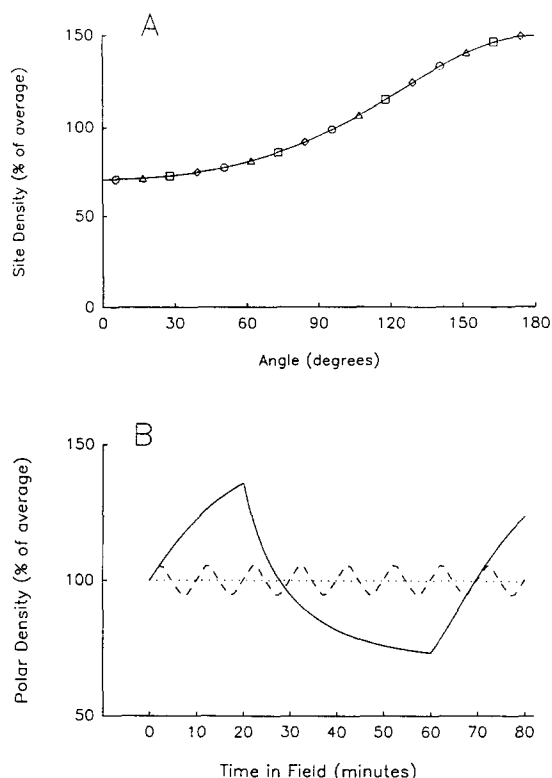 A
150
100
50
0
Site Density (% of average)
0 30 60 90 120 150 180
Angle (degrees)
B
150
100
50
Polar Density (% of average)
0 10 20 30 40 50 60 70 80
Time in Field (minutes)